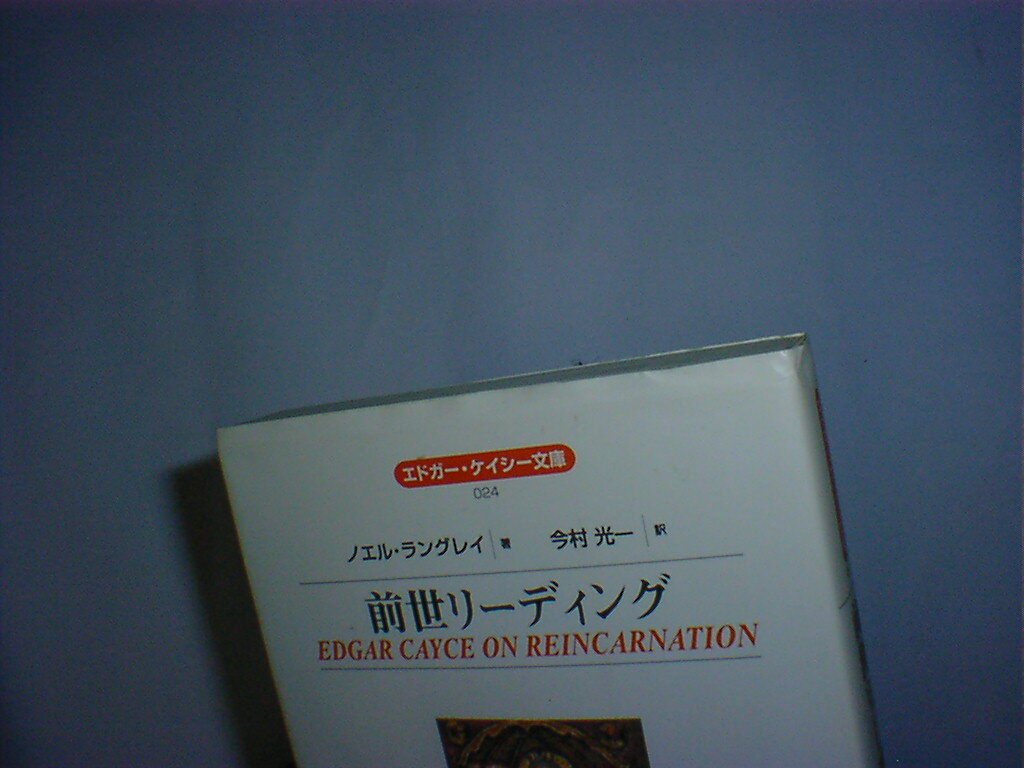 エドガー・ケイシー文庫
024
ノエル・ラングレイ 著 今村 光一 訳
前世リーディング
EDGAR CAYCE ON REINCARNATION